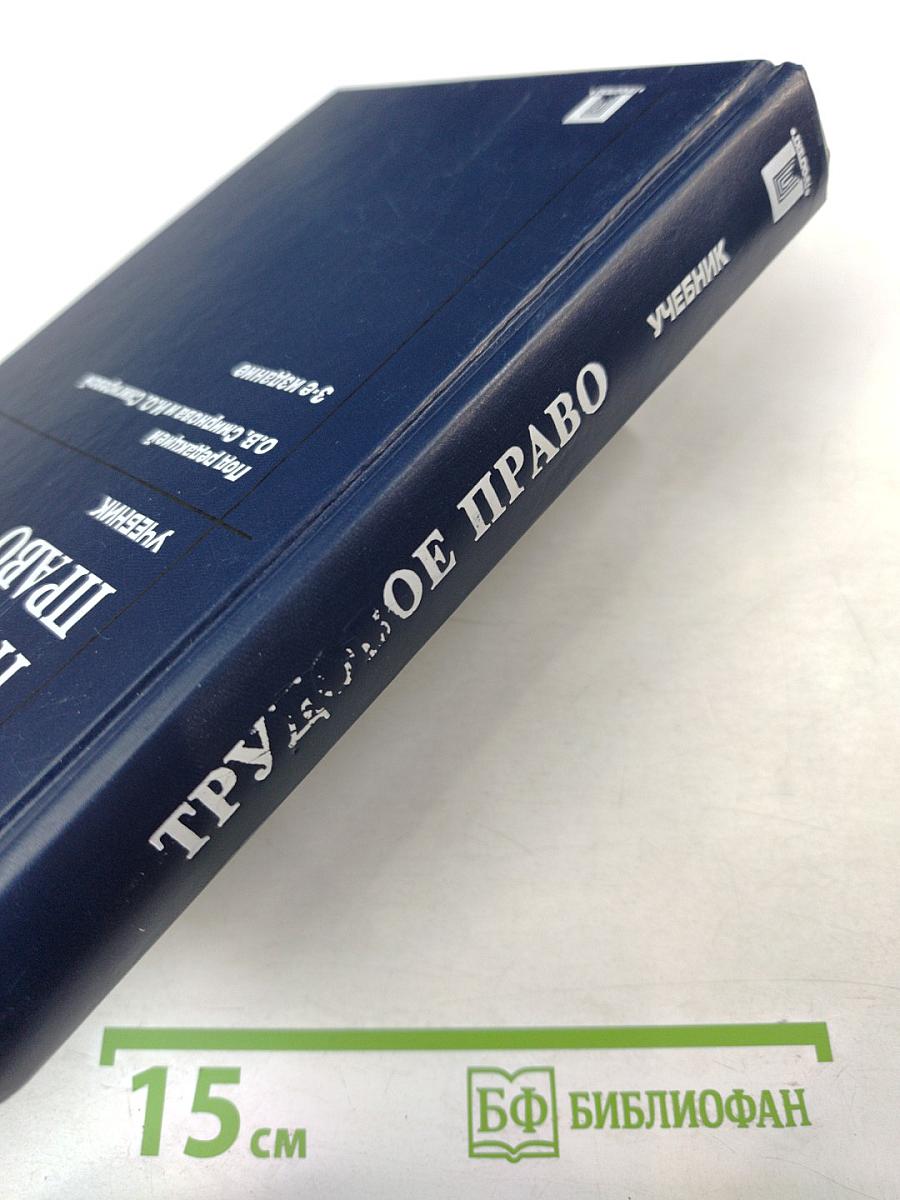 ТРУДОВОЕ ПРАВО
УЧЕБНИК
ПРАВО
УЧЕБНИК
Под редакцией
О.В. Смирнова и И.О. Снигиревой
3-е издание
15 см
БФ БИБЛИОФАН